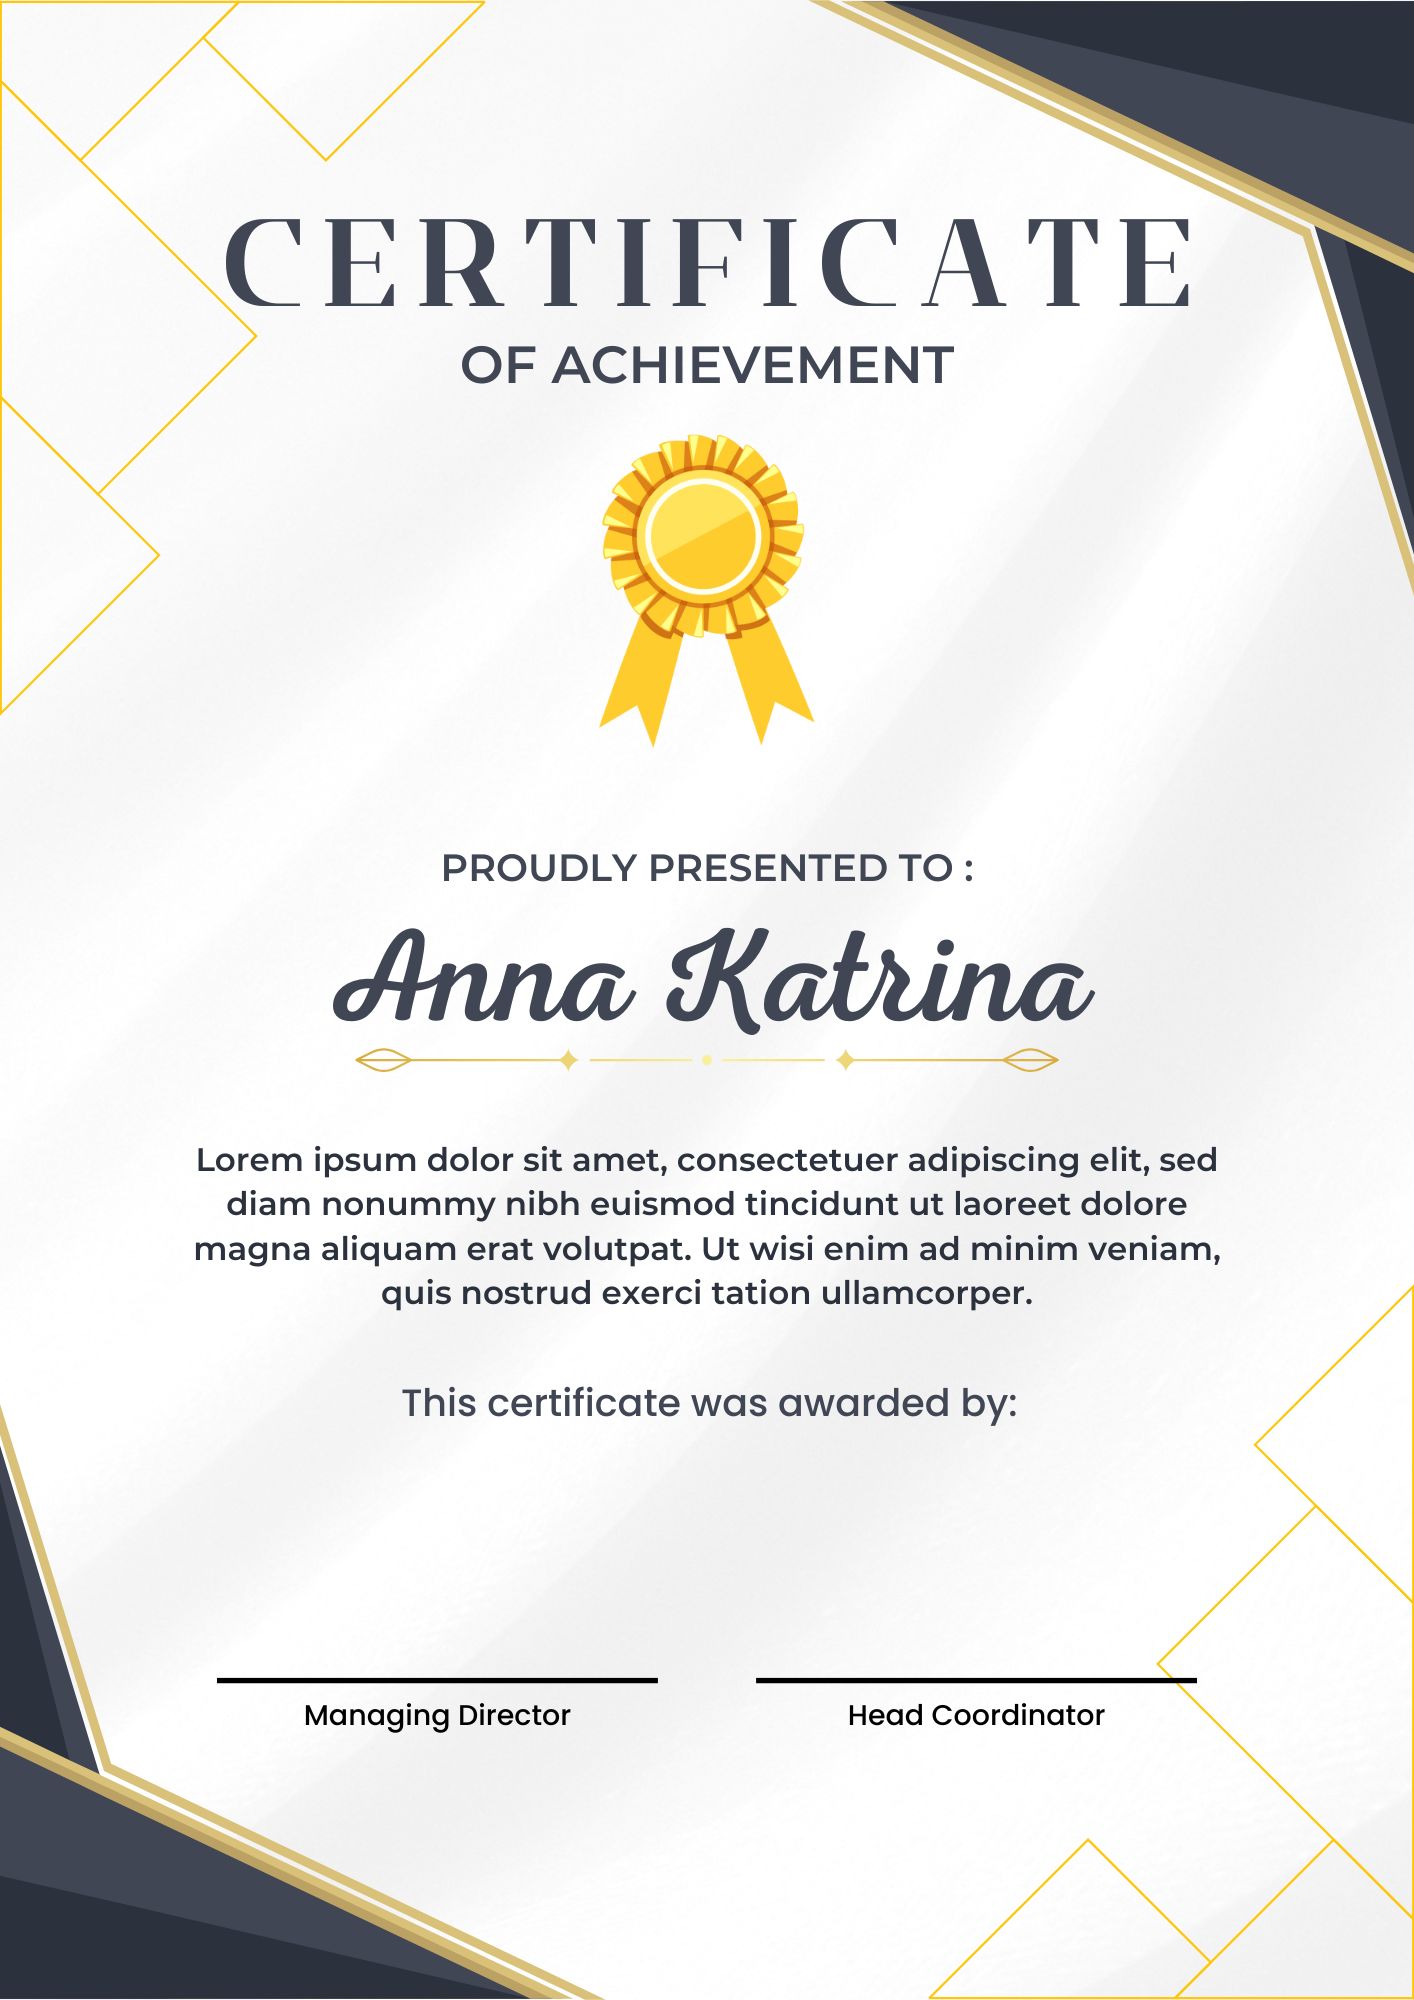 CERTIFICATE
OF ACHIEVEMENT
PROUDLY PRESENTED TO :
Anna Katrina
Lorem ipsum dolor sit amet, consectetuer adipiscing elit, sed
diam nonummy nibh euismod tincidunt ut laoreet dolore
magna aliquam erat volutpat. Ut wisi enim ad minim veniam,
quis nostrud exerci tation ullamcorper.
This certificate was awarded by:
Managing Director
Head Coordinator